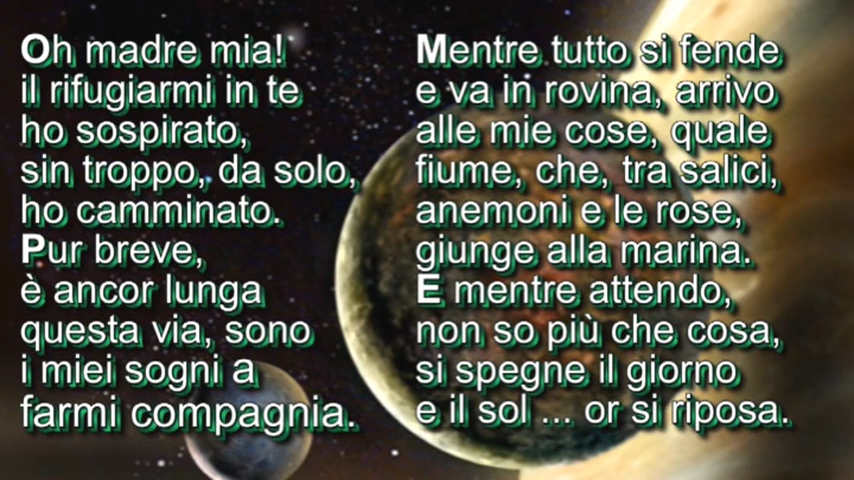 Oh madre mia!
il rifugiarmi in te
ho sospirato,
sin troppo, da solo,
ho camminato.
Pur breve,
è ancor lunga
questa via, sono
i miei sogni a
farmi compagnia.
Mentre tutto si fende
e va in rovina, arrivo
alle mie cose, quale
fiume, che, tra salici,
anemoni e le rose,
giunge alla marina.
E mentre attendo,
non so più che cosa,
si spegne il giorno
e il sol ... or si riposa.